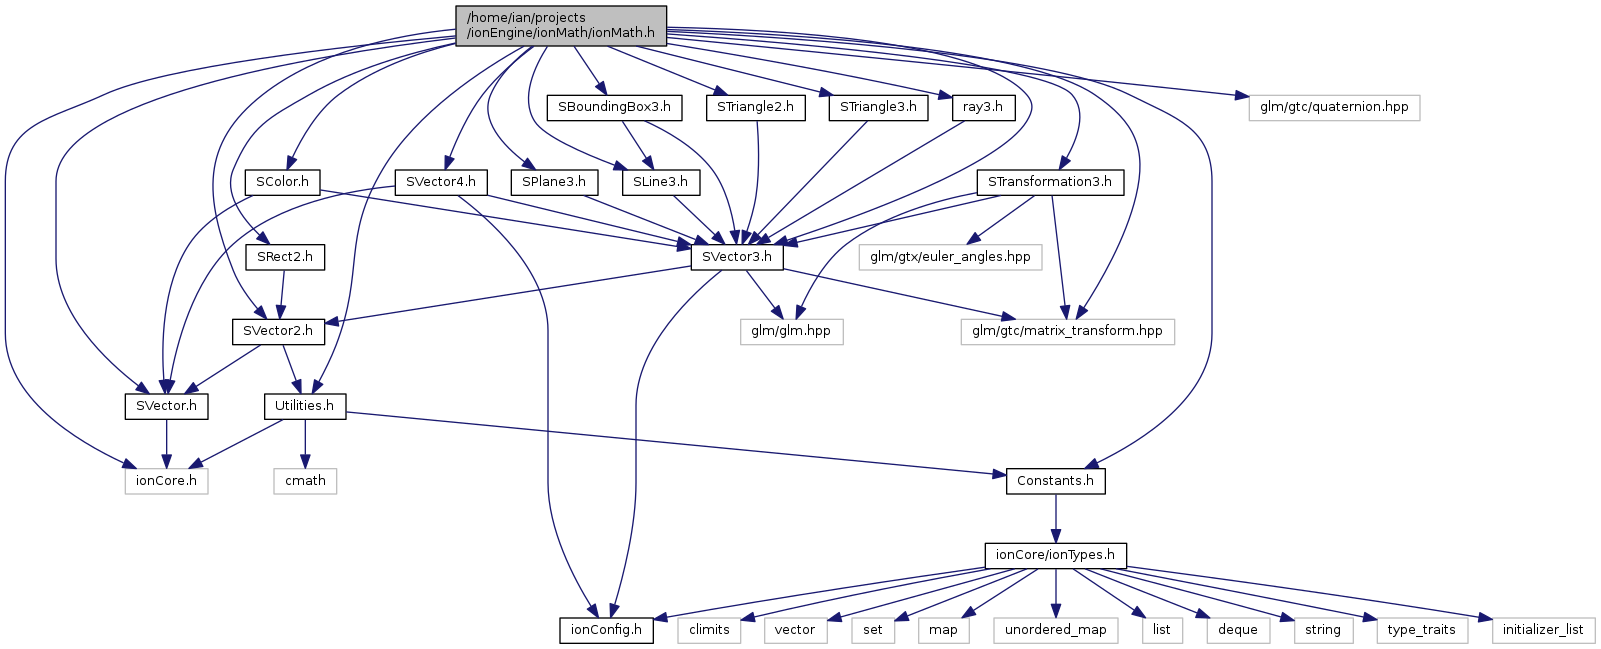 /home/ian/projects
/ionEngine/ionMath/ionMath.h
SBoundingBox3.h
STriangle2.h
STriangle3.h
ray3.h
glm/gtc/quaternion.hpp
SColor.h
SVector4.h
SPlane3.h
SLine3.h
STransformation3.h
SRect2.h
SVector3.h
glm/gtx/euler_angles.hpp
SVector2.h
glm/glm.hpp
glm/gtc/matrix_transform.hpp
SVector.h
Utilities.h
ionCore.h
cmath
Constants.h
ionCore/ionTypes.h
ionConfig.h
climits
vector
set
map
unordered_map
list
deque
string
type_traits
initializer_list